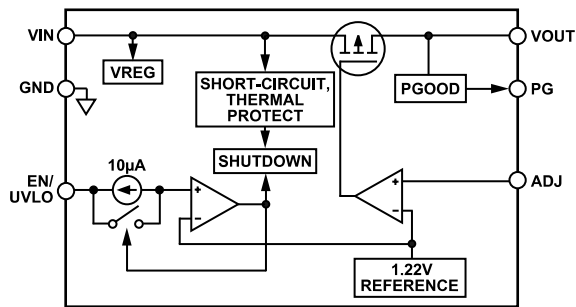 VIN
VOUT
VREG
GND
SHORT-CIRCUIT,
THERMAL
PROTECT
PGOOD
PG
SHUTDOWN
10µA
EN/
UVLO
+
−
+
−
ADJ
1.22V
REFERENCE